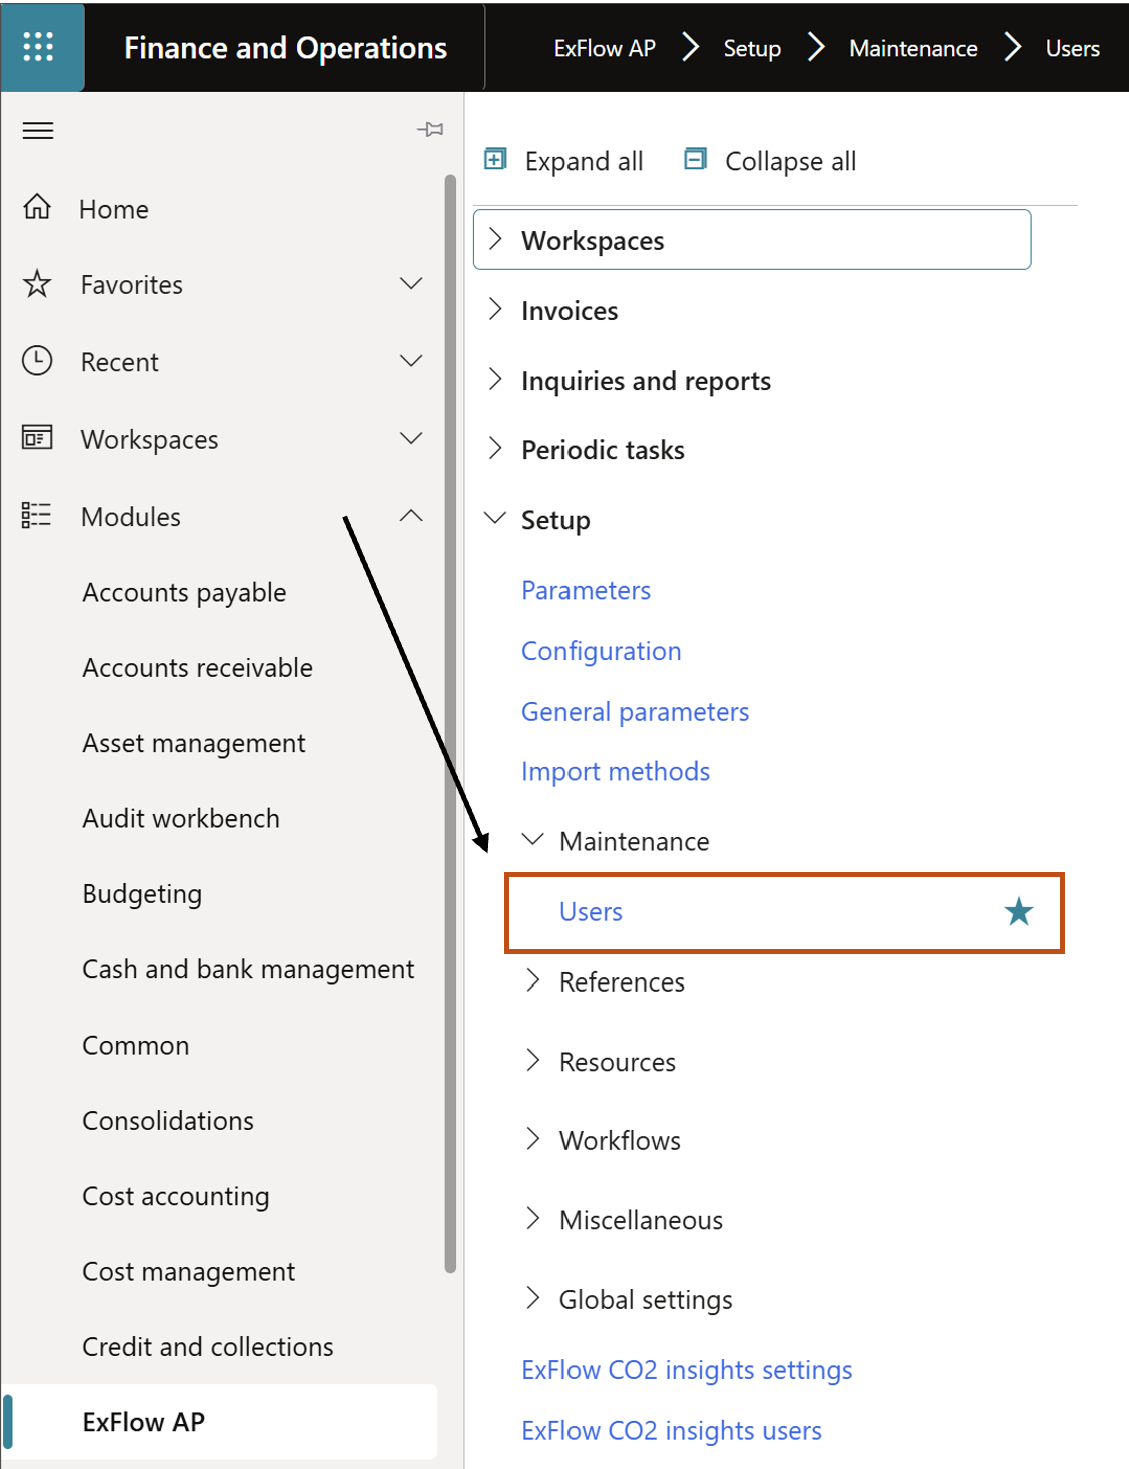 Finance and Operations
ExFlow AP
Setup
Maintenance
Users
Home
Favorites
Recent
Workspaces
Modules
Accounts payable
Accounts receivable
Asset management
Audit workbench
Budgeting
Cash and bank management
Common
Consolidations
Cost accounting
Cost management
Credit and collections
ExFlow AP
Expand all
Collapse all
Workspaces
Invoices
Inquiries and reports
Periodic tasks
Setup
Parameters
Configuration
General parameters
Import methods
Maintenance
Users
References
Resources
Workflows
Miscellaneous
Global settings
ExFlow CO2 insights settings
ExFlow CO2 insights users